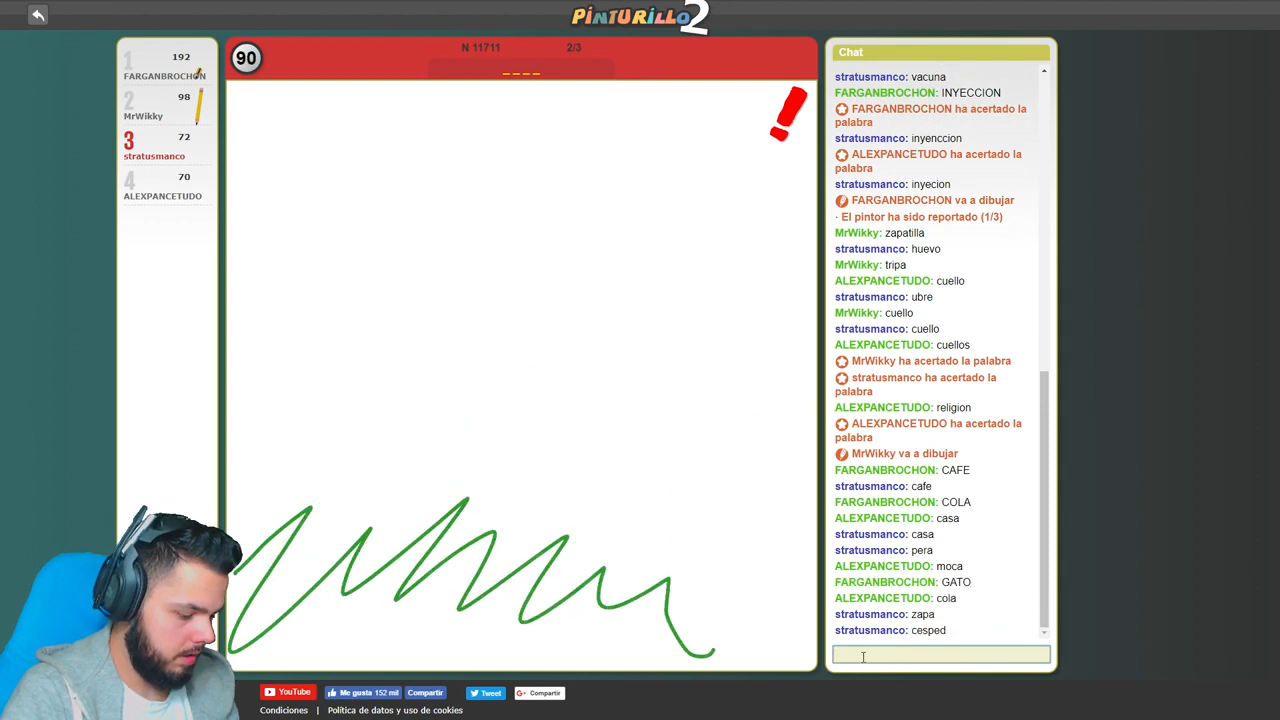 PINTURILLO 2
1 192
FARGANBROCHON
2 98
MrWikky
3 72
stratusmanco
4 70
ALEXPANCETUDO
90
N 11711 2/3
_ _ _ _
Chat
stratusmanco: vacuna
FARGANBROCHON: INYECCION
FARGANBROCHON ha acertado la
palabra
stratusmanco: inyenccion
ALEXPANCETUDO ha acertado la
palabra
stratusmanco: inyecion
FARGANBROCHON va a dibujar
· El pintor ha sido reportado (1/3)
MrWikky: zapatilla
stratusmanco: huevo
MrWikky: tripa
ALEXPANCETUDO: cuello
stratusmanco: ubre
MrWikky: cuello
stratusmanco: cuello
ALEXPANCETUDO: cuellos
MrWikky ha acertado la palabra
stratusmanco ha acertado la
palabra
ALEXPANCETUDO: religion
ALEXPANCETUDO ha acertado la
palabra
MrWikky va a dibujar
FARGANBROCHON: CAFE
stratusmanco: cafe
FARGANBROCHON: COLA
ALEXPANCETUDO: casa
stratusmanco: casa
stratusmanco: pera
ALEXPANCETUDO: moca
FARGANBROCHON: GATO
ALEXPANCETUDO: cola
stratusmanco: zapa
stratusmanco: cesped
YouTube Me gusta 152 mil Compartir Tweet G+ Compartir
Condiciones | Política de datos y uso de cookies